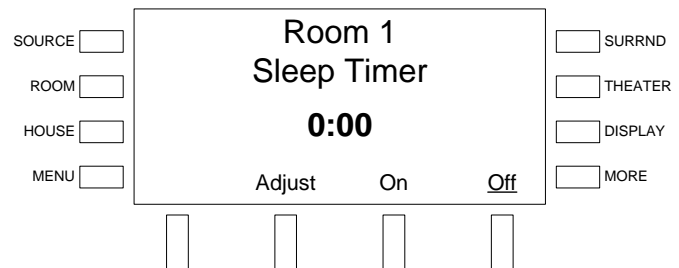 SOURCE
ROOM
HOUSE
MENU
Room 1
Sleep Timer
0:00
Adjust On Off
SURRND
THEATER
DISPLAY
MORE